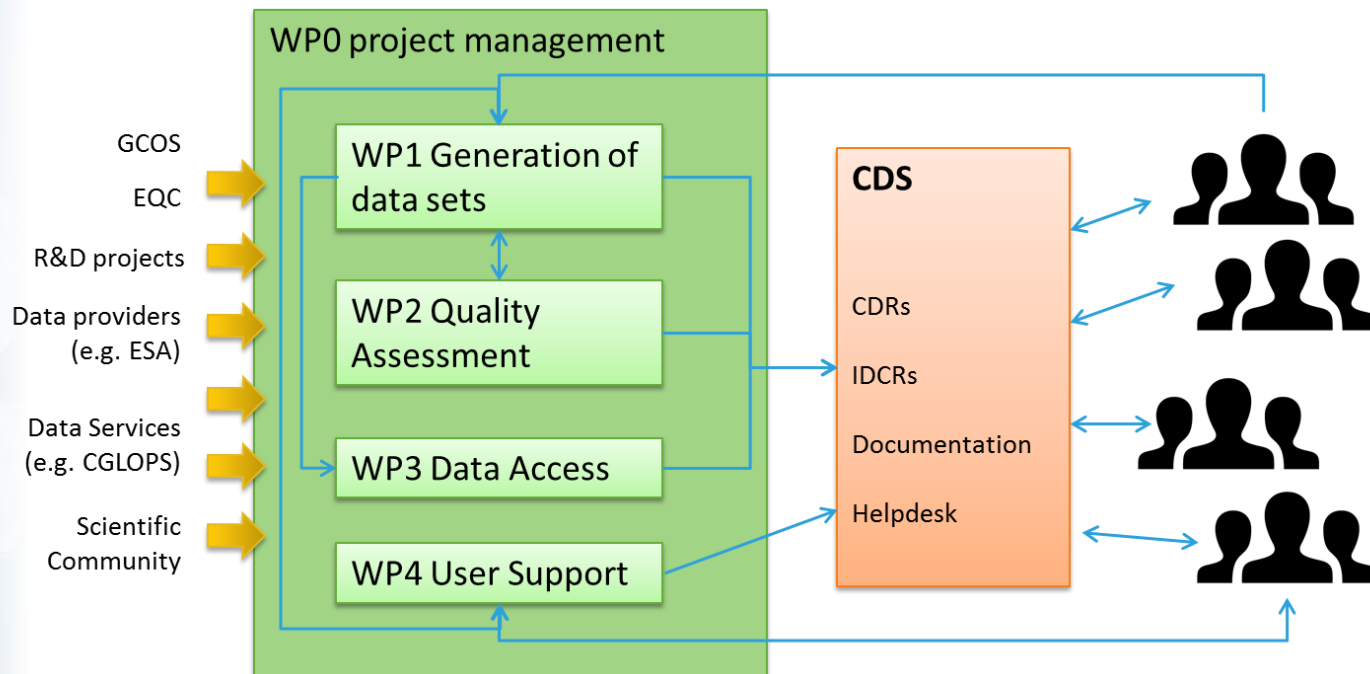 WP0 project management
GCOS
EQC
R&D projects
Data providers
(e.g. ESA)
Data Services
(e.g. CGLOPS)
Scientific
Community
WP1 Generation of
data sets
WP2 Quality
Assessment
WP3 Data Access
WP4 User Support
CDS
CDRs
IDCRs
Documentation
Helpdesk